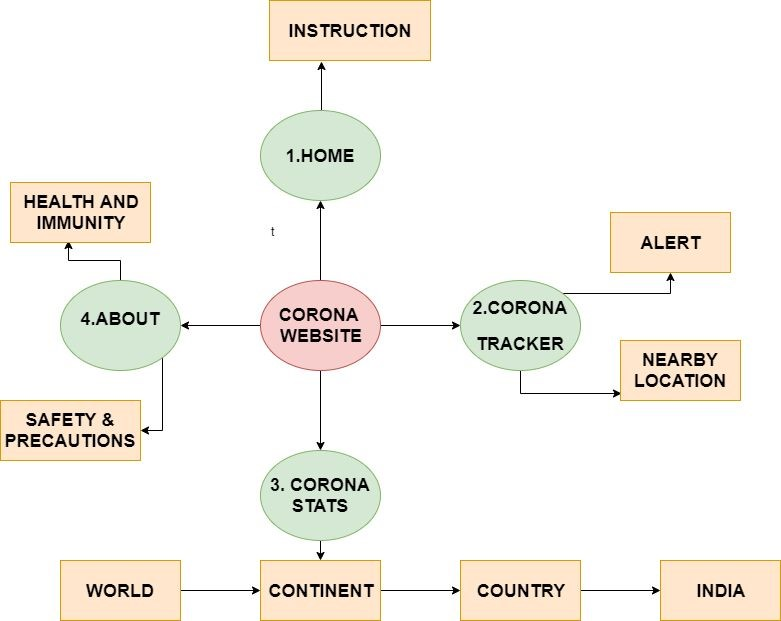 INSTRUCTION
1.HOME
HEALTH AND
IMMUNITY
t
ALERT
4.ABOUT
CORONA
WEBSITE
2.CORONA
TRACKER
NEARBY
LOCATION
SAFETY &
PRECAUTIONS
3. CORONA
STATS
WORLD
CONTINENT
COUNTRY
INDIA